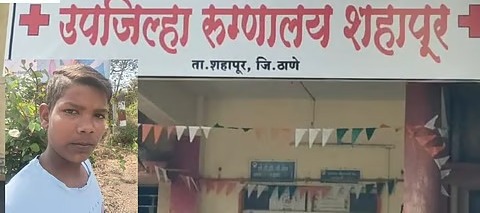 उपजिल्हा रुग्णालय शहापूर
ता.शहापूर, जि.ठाणे